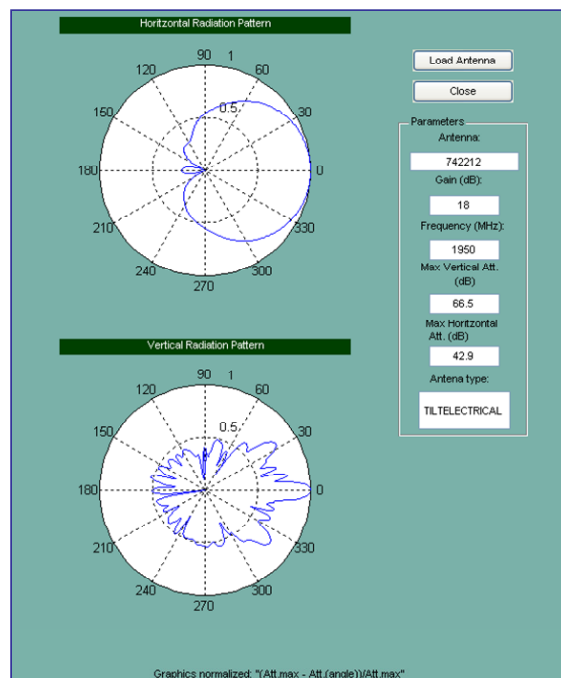 Horitzontal Radiation Pattern
90
1
120
60
0.5
150
30
180
0
210
330
240
300
270
Load Antenna
Close
Parameters
Antenna:
742212
Gain (dB):
18
Frequency (MHz):
1950
Max Vertical Att.
(dB)
66.5
Max Horitzontal
Att. (dB)
42.9
Antena type:
TILTELECTRICAL
Vertical Radiation Pattern
90
1
120
60
0.5
150
30
180
0
210
330
240
300
270
Graphics normalized: "(Att.max - Att.(angle))/Att.max"